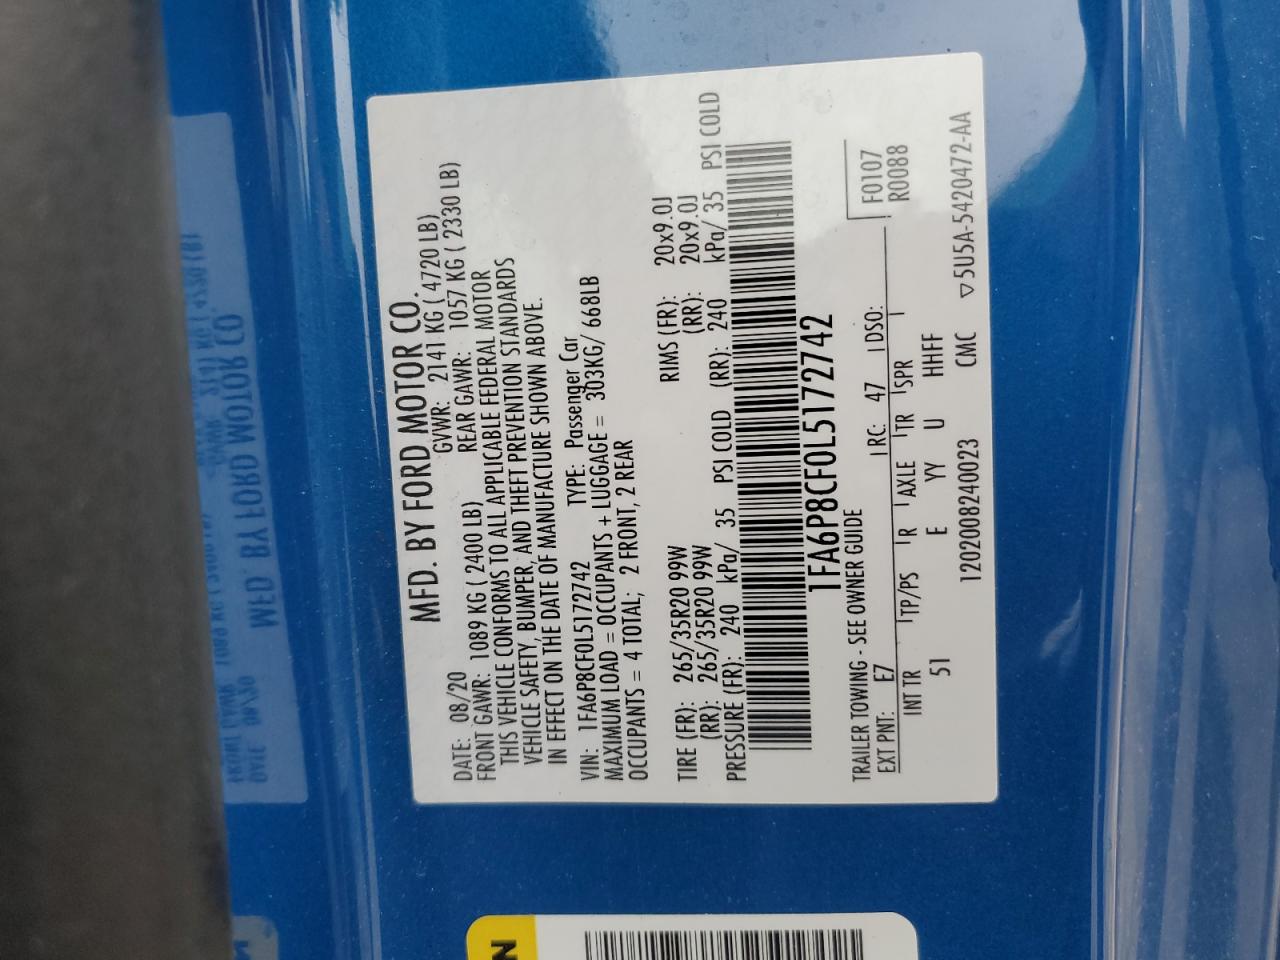 MFD. BY FORD MOTOR CO.
DATE: 08/20 GVWR: 2141 KG ( 4720 LB)
FRONT GAWR: 1089 KG ( 2400 LB) REAR GAWR: 1057 KG ( 2330 LB)
THIS VEHICLE CONFORMS TO ALL APPLICABLE FEDERAL MOTOR
VEHICLE SAFETY, BUMPER, AND THEFT PREVENTION STANDARDS
IN EFFECT ON THE DATE OF MANUFACTURE SHOWN ABOVE.
VIN: 1FA6P8CF0L5172742 TYPE: Passenger Car
MAXIMUM LOAD = OCCUPANTS + LUGGAGE = 303KG/ 668LB
OCCUPANTS = 4 TOTAL; 2 FRONT, 2 REAR
TIRE (FR): 265/35R20 99W RIMS (FR): 20x9.0J
(RR): 265/35R20 99W (RR): 20x9.0J
PRESSURE (FR): 240 kPa/ 35 PSI COLD (RR): 240 kPa/ 35 PSI COLD
1FA6P8CF0L5172742
TRAILER TOWING - SEE OWNER GUIDE F0107
EXT PNT: E7 RC: 47 DSO: R0088
INT TR TP/PS R AXLE TR SPR
51 E YY U HHFF
1202008240023 CMC ▽5U5A-5420472-AA
N